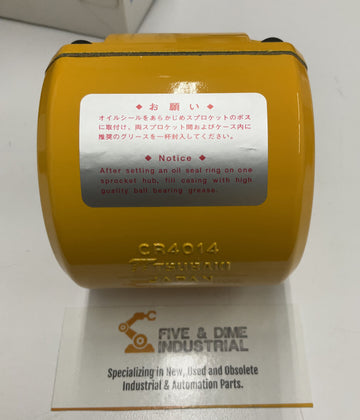 ◆ お 願 い ◆
オイルシールをあらかじめスプロケットのボス
に取付け、両スプロケット間およびケース内に
推奨のグリースを一杯封入してください。
◆ Notice ◆
After setting an oil seal ring on one
sprocket hub, fill casing with high
quality ball bearing grease.
CR4014
TSUBAKI
JAPAN
FIVE & DIME
INDUSTRIAL
Specializing in New, Used and Obsolete
Industrial & Automation Parts.